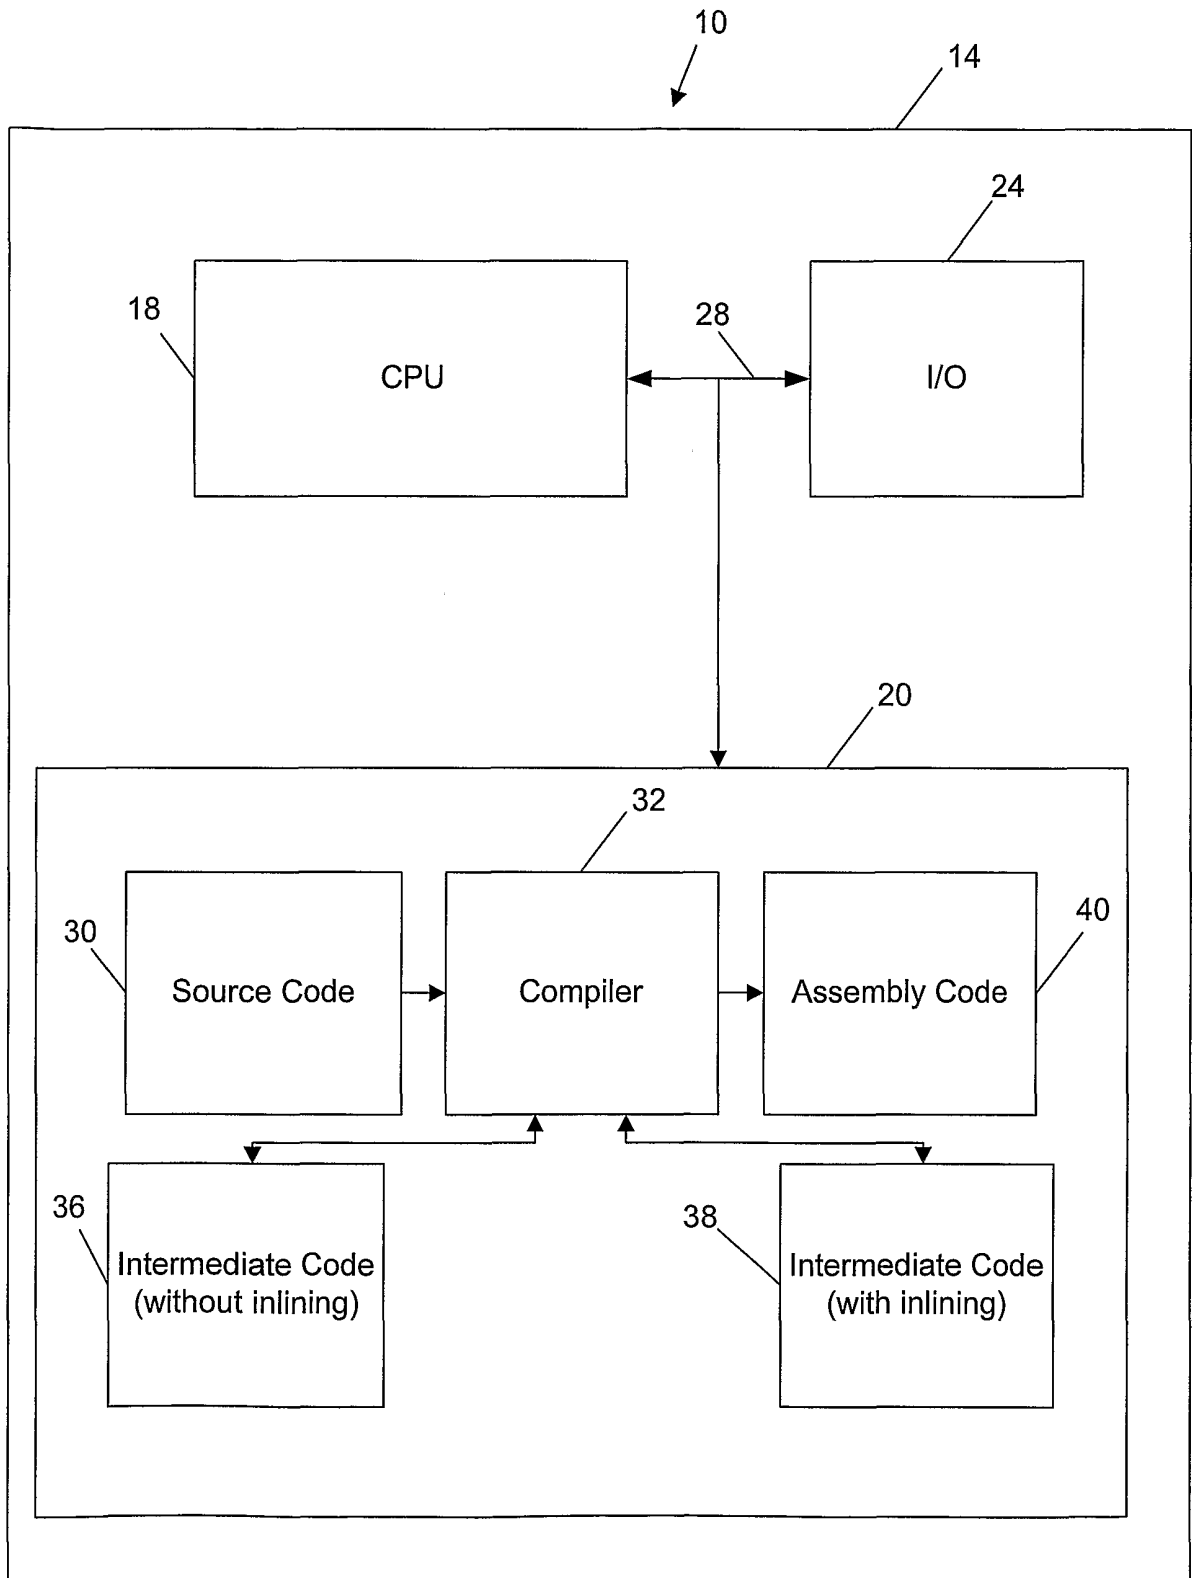 10
14
24
18
28
CPU
I/O
20
32
30
40
Source Code
Compiler
Assembly Code
36
38
Intermediate Code
(without inlining)
Intermediate Code
(with inlining)